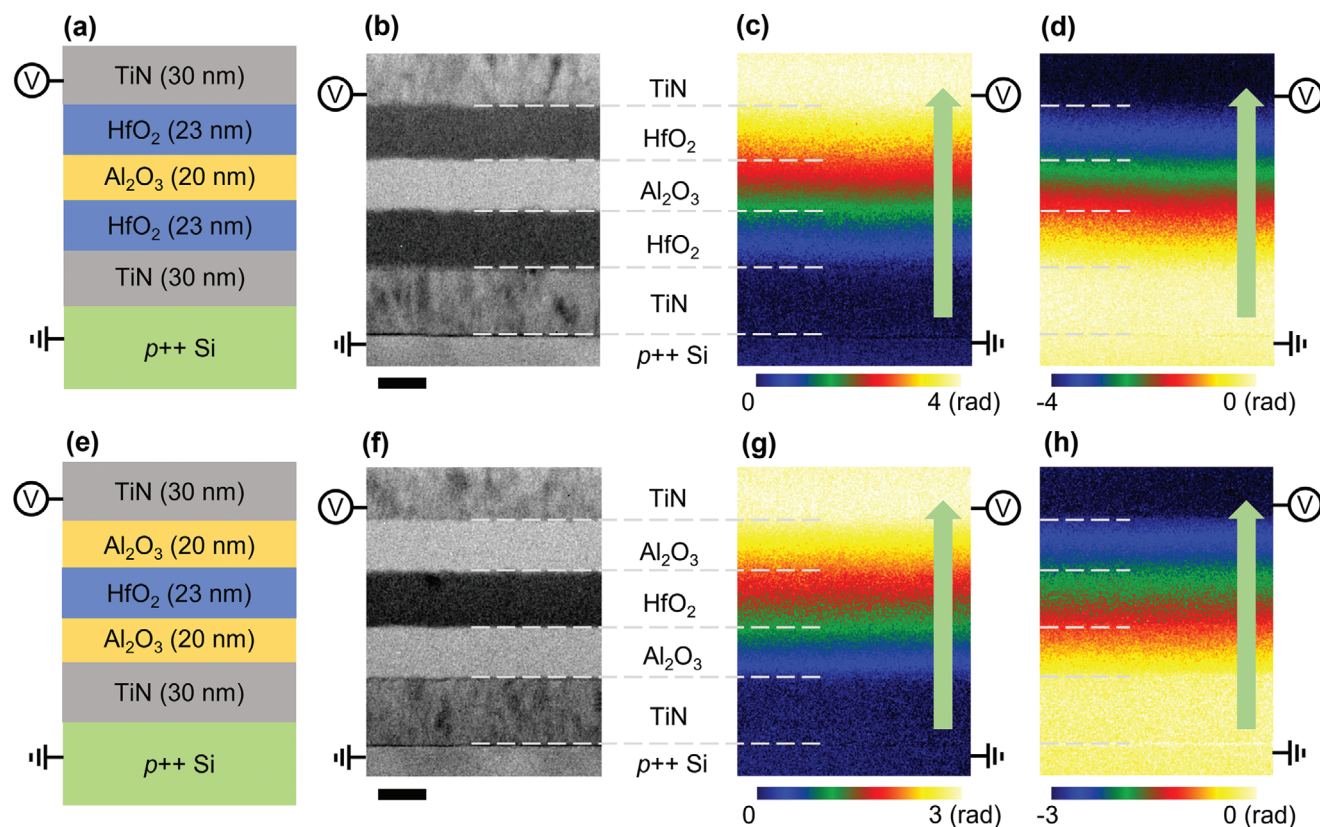 (a)
(b)
(c)
(d)
V
TiN (30 nm)
HfO₂ (23 nm)
Al₂O₃ (20 nm)
HfO₂ (23 nm)
TiN (30 nm)
p++ Si
V
TiN
HfO₂
Al₂O₃
HfO₂
TiN
p++ Si
V
0 4 (rad)
V
-4 0 (rad)
(e)
(f)
(g)
(h)
V
TiN (30 nm)
Al₂O₃ (20 nm)
HfO₂ (23 nm)
Al₂O₃ (20 nm)
TiN (30 nm)
p++ Si
V
TiN
Al₂O₃
HfO₂
Al₂O₃
TiN
p++ Si
V
0 3 (rad)
V
-3 0 (rad)